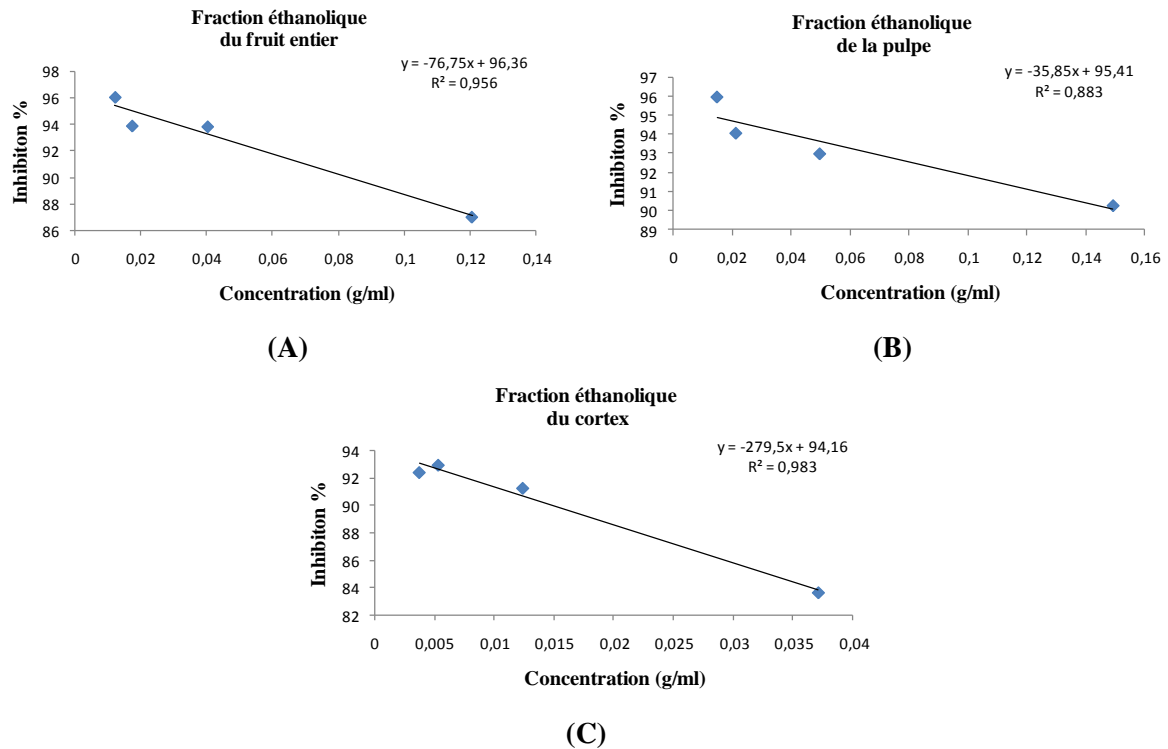 Fraction éthanolique
du fruit entier
y = -76,75x + 96,36
R² = 0,956
98
96
94
92
90
88
86
0 0,02 0,04 0,06 0,08 0,1 0,12 0,14
Inhibiton %
Concentration (g/ml)
(A)
Fraction éthanolique
de la pulpe
y = -35,85x + 95,41
R² = 0,883
97
96
95
94
93
92
91
90
89
0 0,02 0,04 0,06 0,08 0,1 0,12 0,14 0,16
Inhibiton %
Concentration (g/ml)
(B)
Fraction éthanolique
du cortex
y = -279,5x + 94,16
R² = 0,983
94
92
90
88
86
84
82
0 0,005 0,01 0,015 0,02 0,025 0,03 0,035 0,04
Inhibiton %
Concentration (g/ml)
(C)